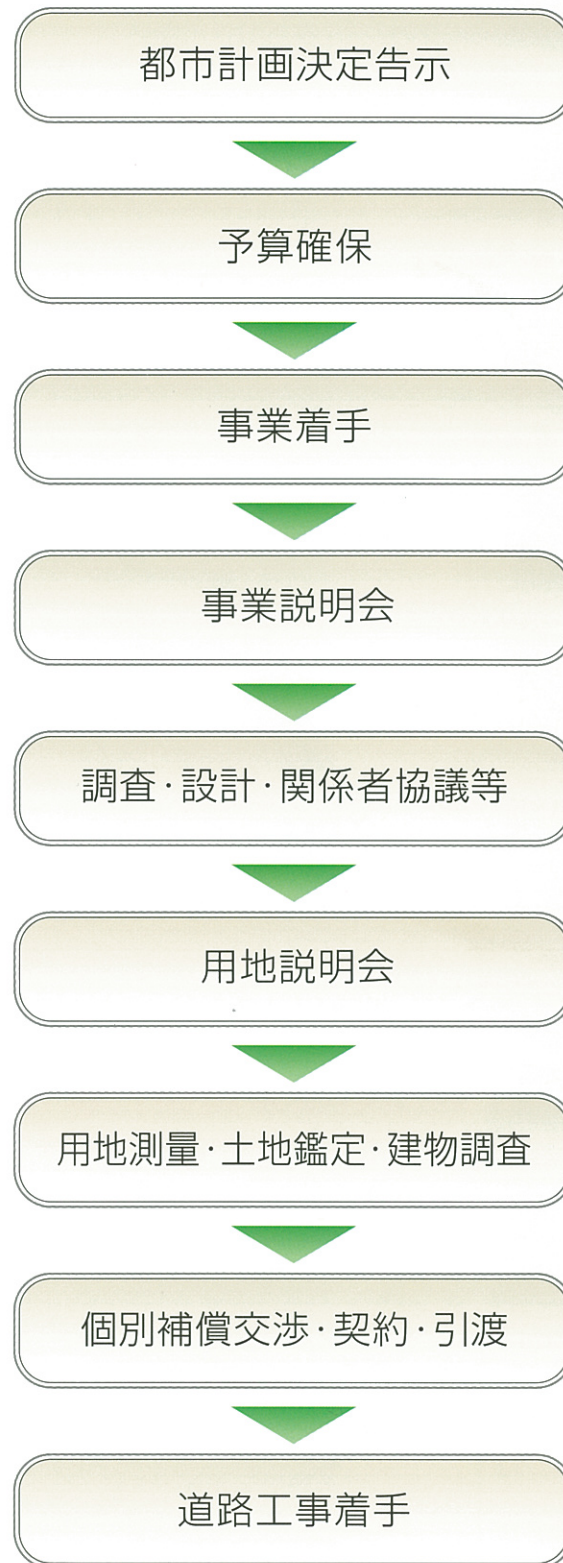 都市計画決定告示
予算確保
事業着手
事業説明会
調査･設計･関係者協議等
用地説明会
用地測量･土地鑑定･建物調査
個別補償交渉･契約･引渡
道路工事着手